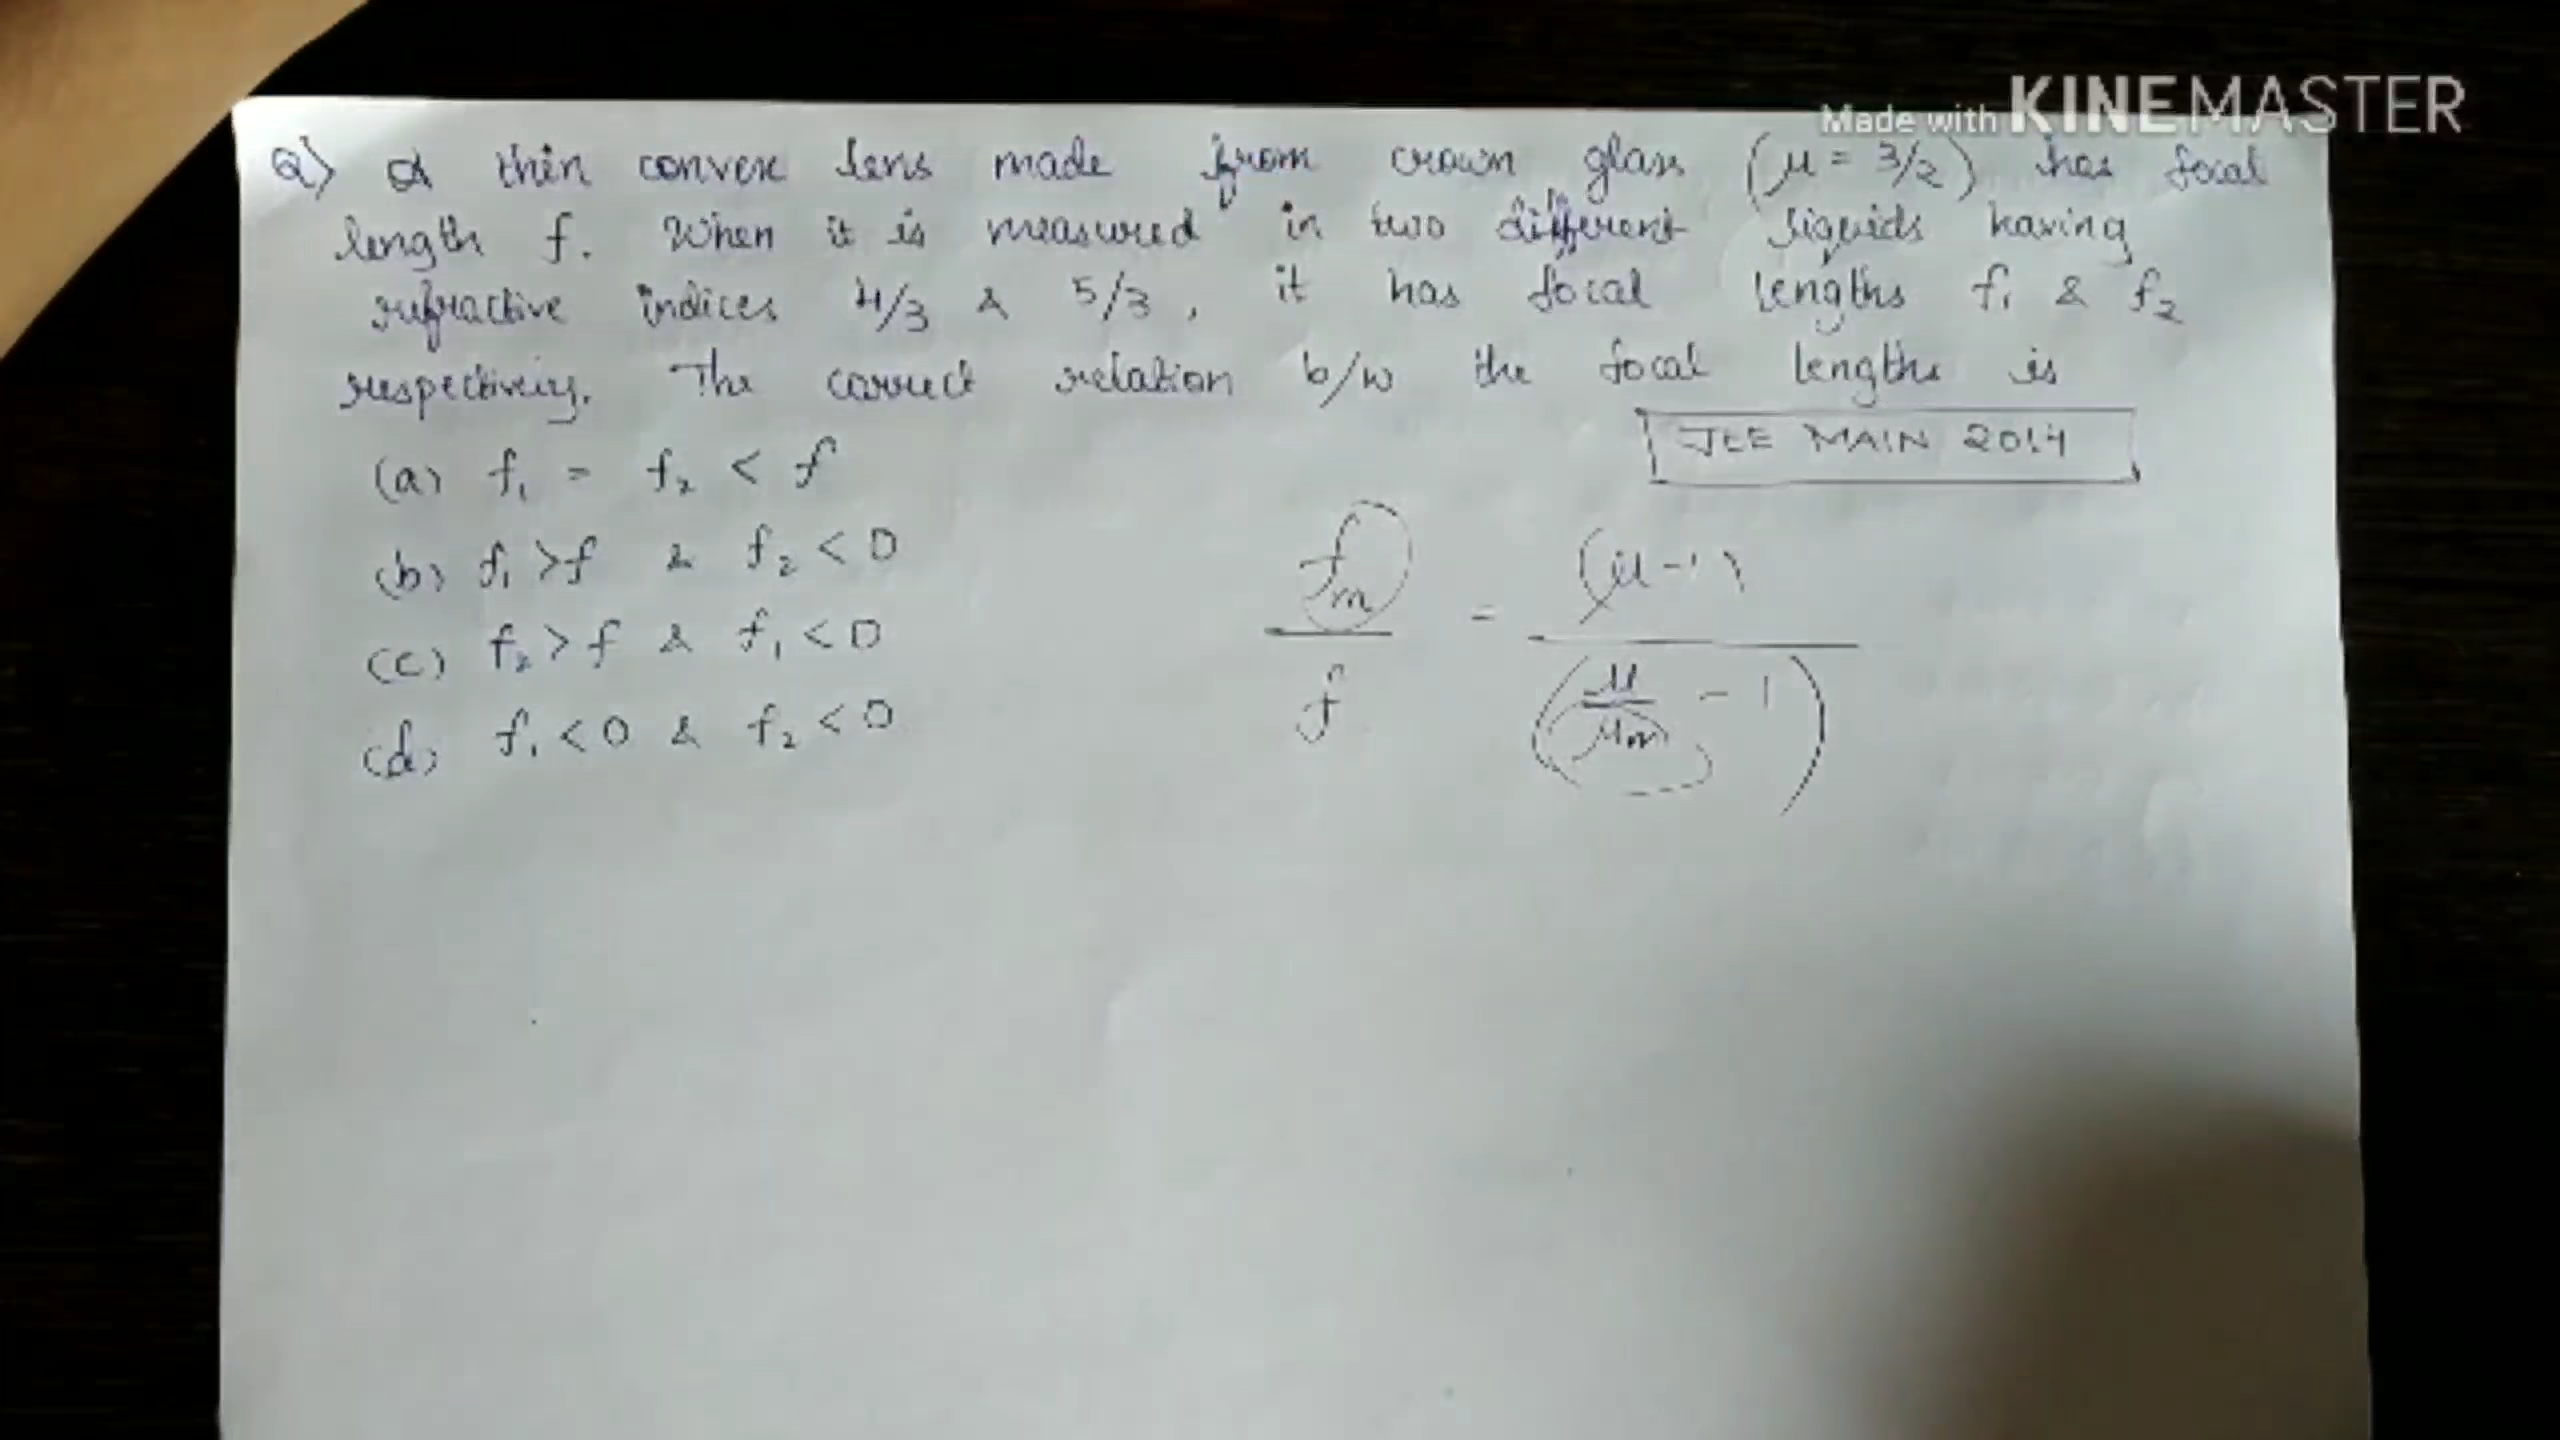 Made with KINEMASTER
Q) A thin convex lens made from crown glass (μ = 3/2) has focal
length f. When it is measured in two different liquids having
refractive indices 4/3 & 5/3, it has focal lengths f₁ & f₂
respectively. The correct relation b/w the focal lengths is
JEE MAIN 2014
(a) f₁ = f₂ < f
(b) f₁ > f & f₂ < 0
(c) f₂ > f & f₁ < 0
(d) f₁ < 0 & f₂ < 0
fm / f = (μ-1) / (μ/μm - 1)